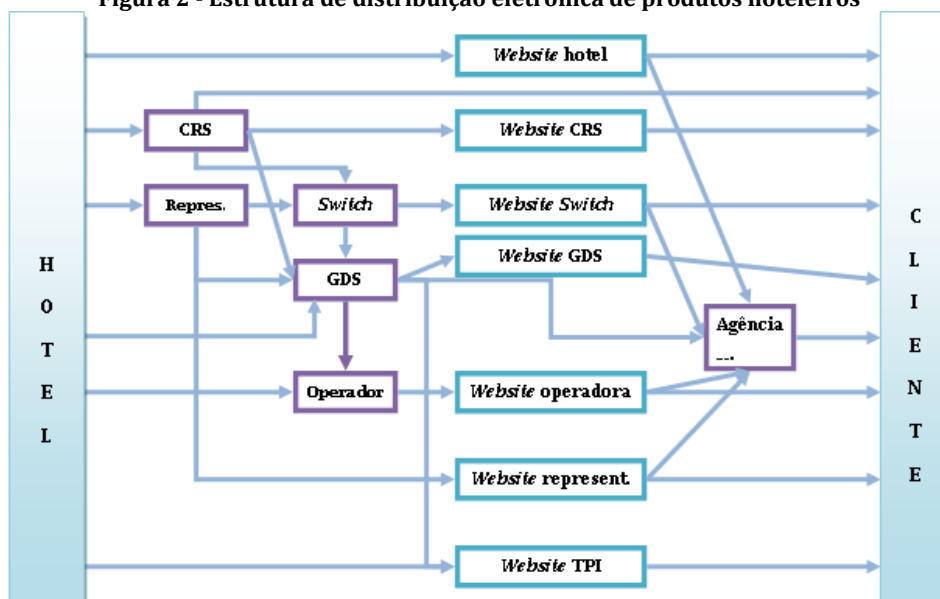 Figura 2 - Estrutura de distribuição eletrônica de produtos hoteleiros
Website hotel
CRS
Website CRS
Repres.
Switch
Website Switch
GDS
Website GDS
Agência
....
Operador
Website operadora
Website represent.
Website TPI
H
O
T
E
L
C
L
I
E
N
T
E